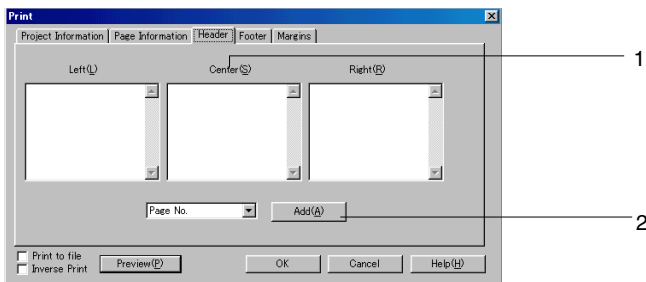 Print
Project Information Page Information Header Footer Margins
Left(L) Center(S) Right(R)
1
Page No. Add(A)
2
Print to file
Inverse Print Preview(P) OK Cancel Help(H)